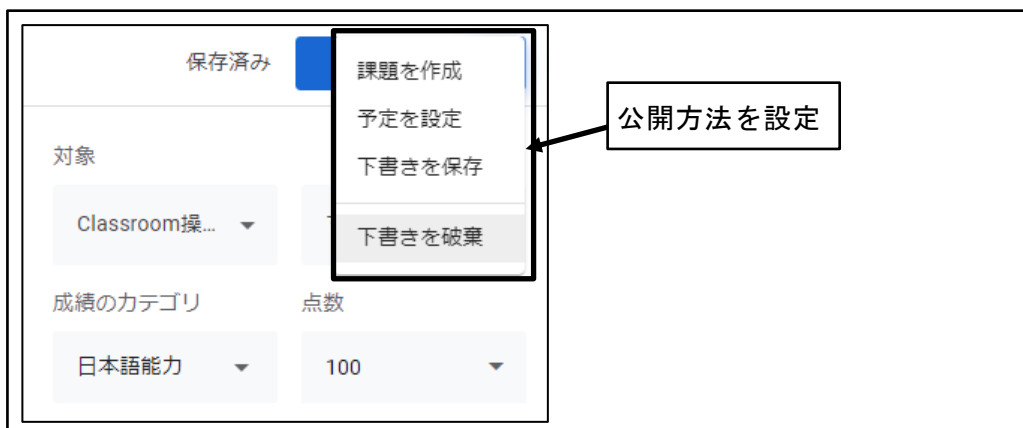 保存済み
課題を作成
予定を設定
下書きを保存
下書きを破棄
公開方法を設定
対象
Classroom操...
成績のカテゴリ
点数
日本語能力
100